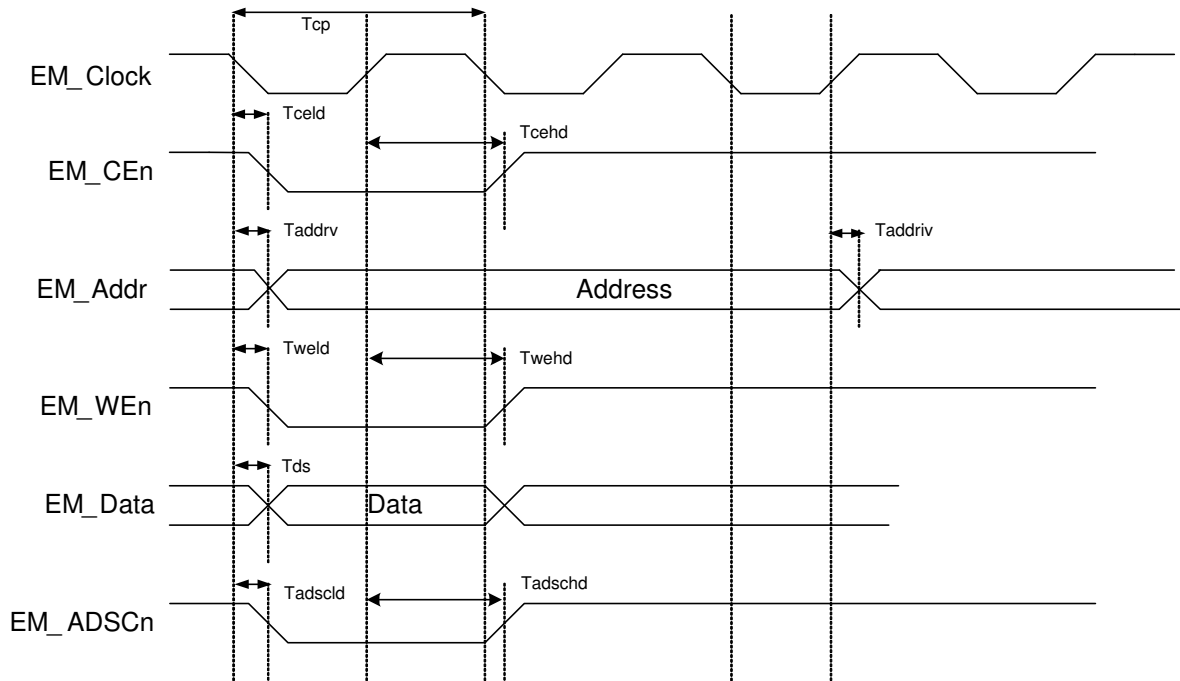 Tcp
EM_Clock
Tceld
Tcehd
EM_CEn
Taddrv
Taddriv
EM_Addr
Address
Tweld
Twehd
EM_WEn
Tds
EM_Data
Data
Tadscld
Tadschd
EM_ADSCn